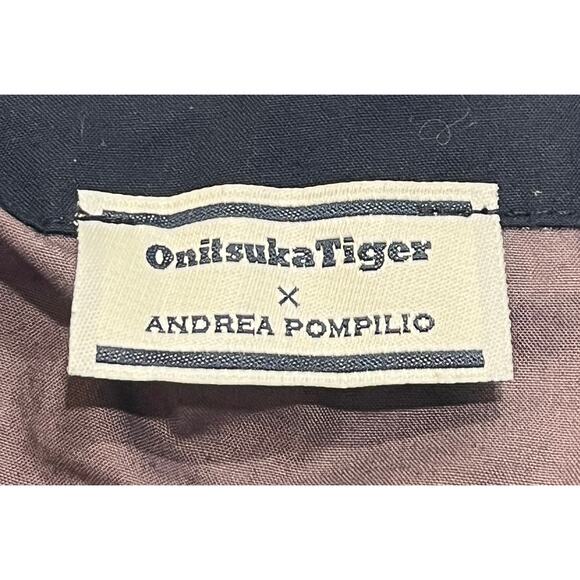 OnitsukaTiger
×
ANDREA POMPILIO